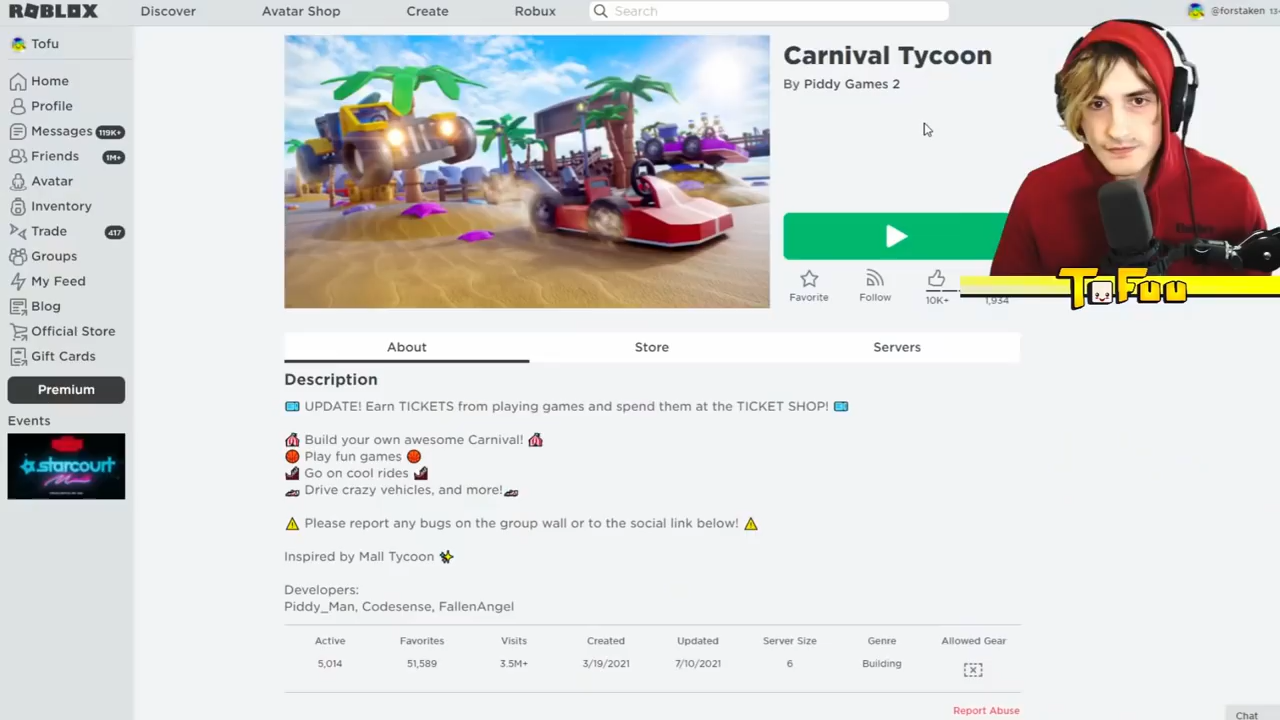 ROBLOX Discover Avatar Shop Create Robux Search @forstaken
Tofu
Home
Profile
Messages 119K+
Friends 1M+
Avatar
Inventory
Trade 417
Groups
My Feed
Blog
Official Store
Gift Cards
Premium
Events
starcourt
Carnival Tycoon
By Piddy Games 2
Favorite Follow 10K+ 1,934
ToFuu
About Store Servers
Description
UPDATE! Earn TICKETS from playing games and spend them at the TICKET SHOP!
Build your own awesome Carnival!
Play fun games
Go on cool rides
Drive crazy vehicles, and more!
Please report any bugs on the group wall or to the social link below!
Inspired by Mall Tycoon
Developers:
Piddy_Man, Codesense, FallenAngel
Active Favorites Visits Created Updated Server Size Genre Allowed Gear
5,014 51,589 3.5M+ 3/19/2021 7/10/2021 6 Building
Report Abuse
Chat